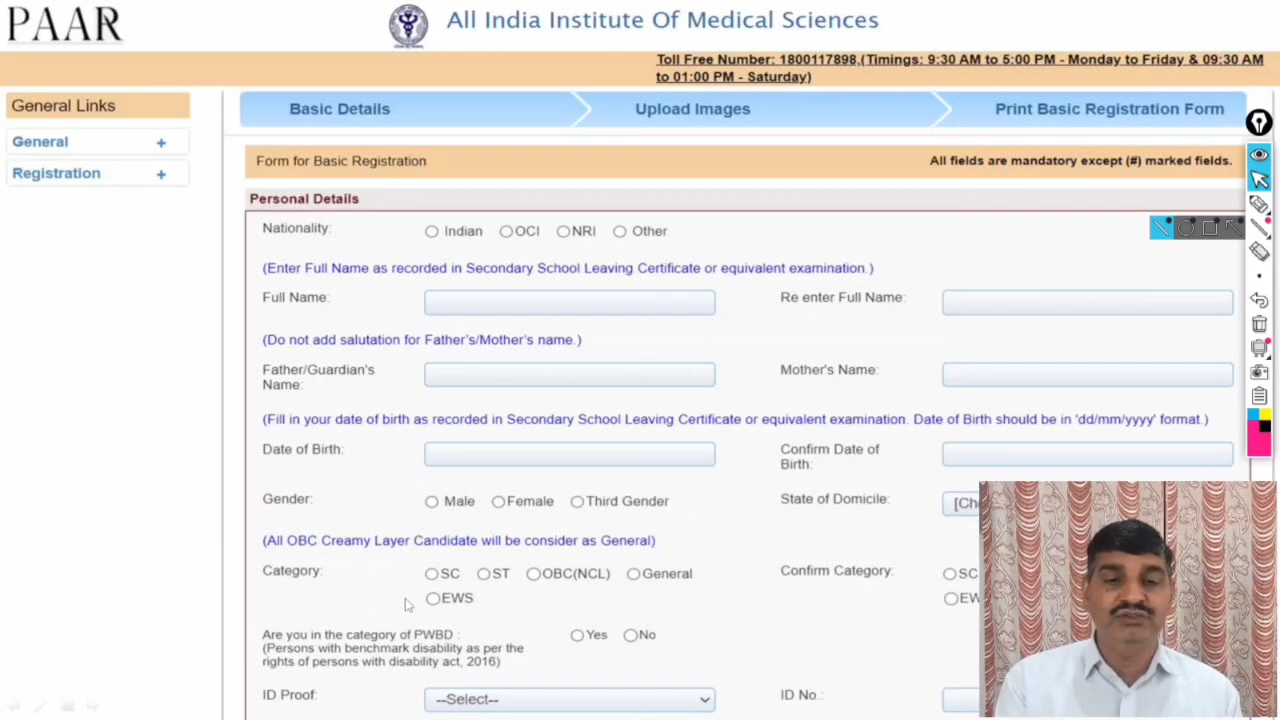 PAAR
All India Institute Of Medical Sciences
Toll Free Number: 1800117898,(Timings: 9:30 AM to 5:00 PM - Monday to Friday & 09:30 AM
to 01:00 PM - Saturday)
General Links
General +
Registration +
Basic Details
Upload Images
Print Basic Registration Form
Form for Basic Registration
All fields are mandatory except (#) marked fields.
Personal Details
Nationality: Indian OCI NRI Other
(Enter Full Name as recorded in Secondary School Leaving Certificate or equivalent examination.)
Full Name: Re enter Full Name:
(Do not add salutation for Father's/Mother's name.)
Father/Guardian's
Name:
Mother's Name:
(Fill in your date of birth as recorded in Secondary School Leaving Certificate or equivalent examination. Date of Birth should be in 'dd/mm/yyyy' format.)
Date of Birth:
Confirm Date of
Birth:
Gender: Male Female Third Gender
State of Domicile: [Ch
(All OBC Creamy Layer Candidate will be consider as General)
Category: SC ST OBC(NCL) General
EWS
Confirm Category: SC
EW
Are you in the category of PWBD :
(Persons with benchmark disability as per the
rights of persons with disability act, 2016)
Yes No
ID Proof: --Select--
ID No.: